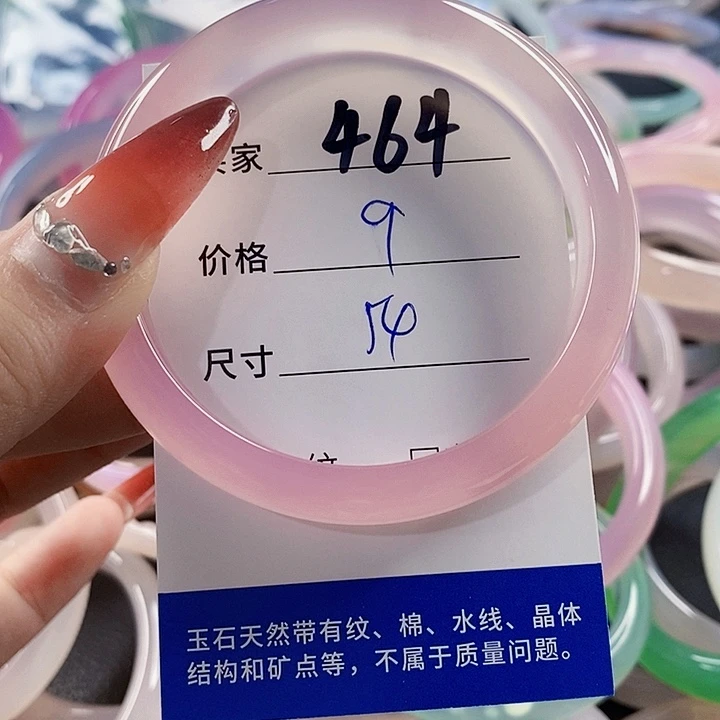 家 464
价格 9
尺寸 54
玉石天然带有纹、棉、水线、晶体
结构和矿点等，不属于质量问题。